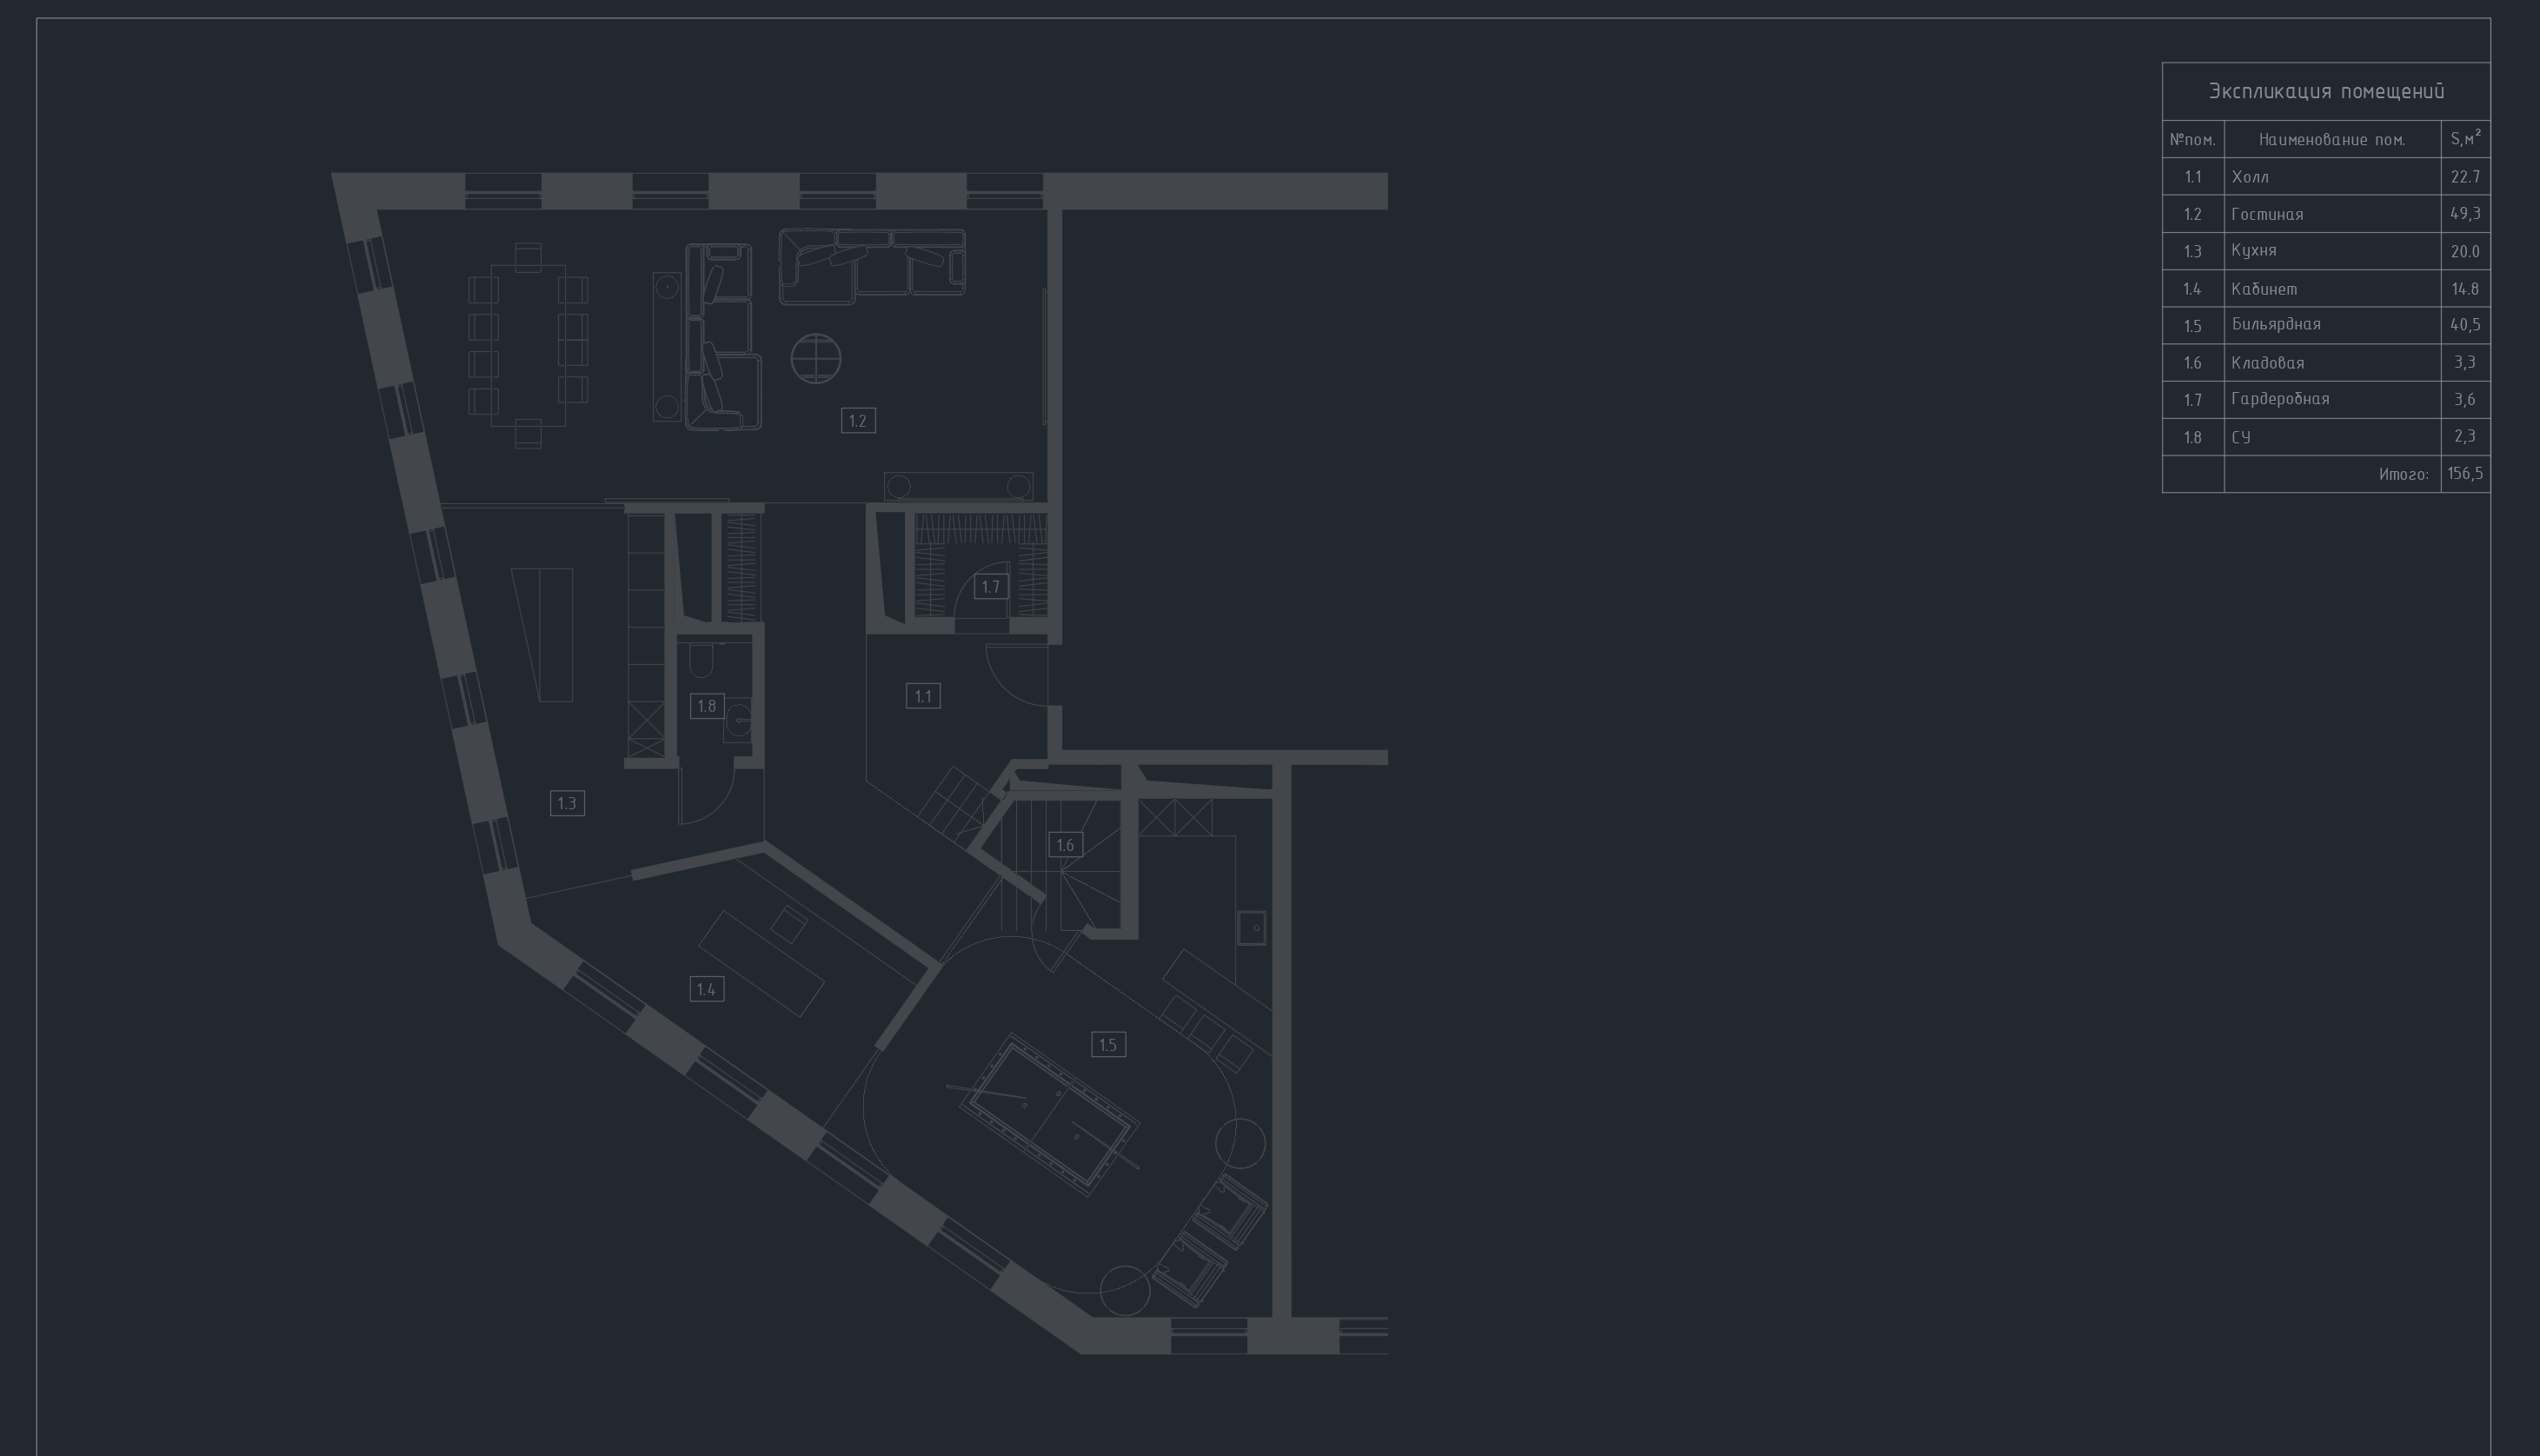 Экспликация помещений
№пом. Наименование пом. S,м²
1.1 Холл 22.7
1.2 Гостиная 49,3
1.3 Кухня 20.0
1.4 Кабинет 14.8
1.5 Бильярдная 40,5
1.6 Кладовая 3,3
1.7 Гардеробная 3,6
1.8 СУ 2,3
Итого: 156,5
1.2
1.7
1.1
1.8
1.3
1.6
1.4
1.5